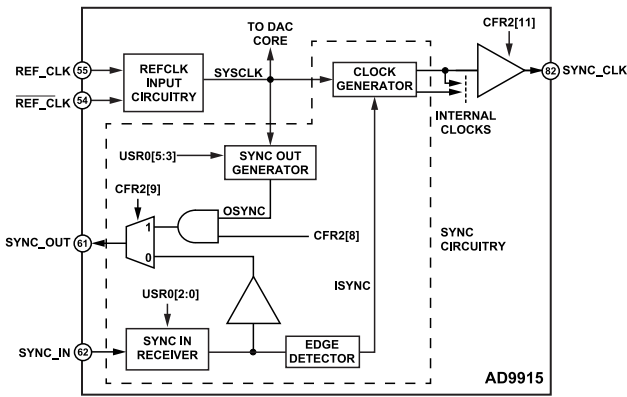 TO DAC
CORE
CFR2[11]
REF_CLK
55
REF_CLK
54
REFCLK
INPUT
CIRCUITRY
SYSCLK
CLOCK
GENERATOR
82
SYNC_CLK
INTERNAL
CLOCKS
USR0[5:3]
SYNC OUT
GENERATOR
CFR2[9]
OSYNC
CFR2[8]
SYNC_OUT
61
1
0
SYNC
CIRCUITRY
ISYNC
USR0[2:0]
SYNC_IN
62
SYNC IN
RECEIVER
EDGE
DETECTOR
AD9915